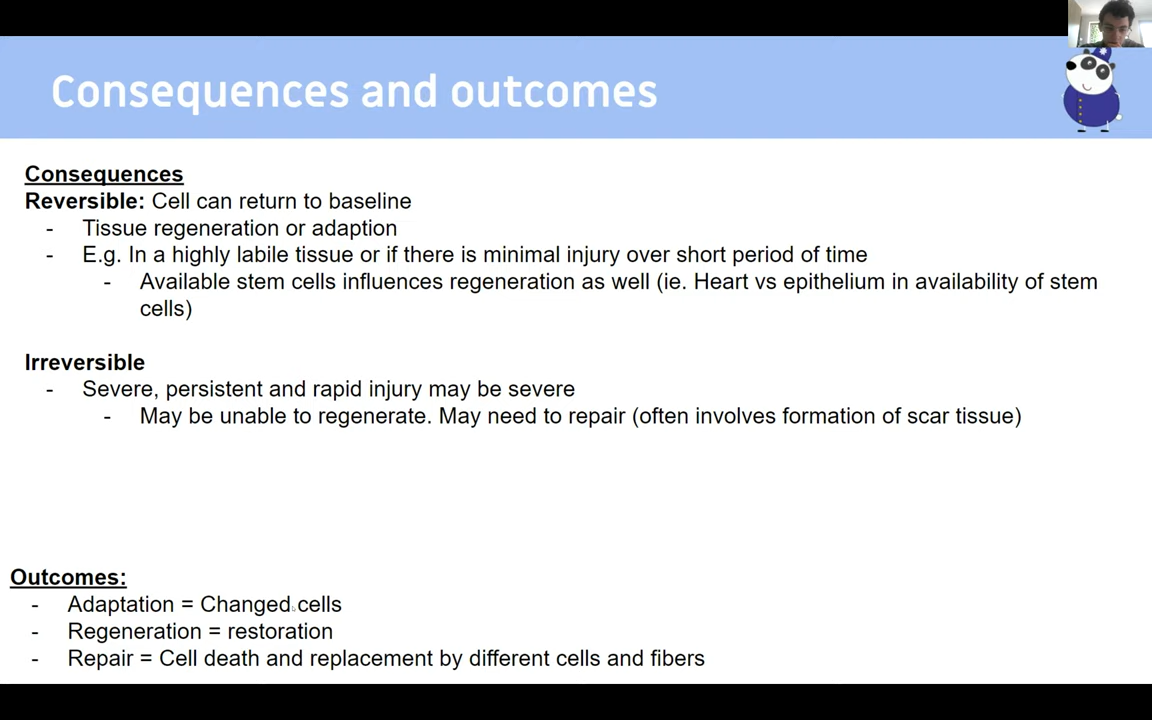 Consequences and outcomes
Consequences
Reversible: Cell can return to baseline
- Tissue regeneration or adaption
- E.g. In a highly labile tissue or if there is minimal injury over short period of time
- Available stem cells influences regeneration as well (ie. Heart vs epithelium in availability of stem
cells)
Irreversible
- Severe, persistent and rapid injury may be severe
- May be unable to regenerate. May need to repair (often involves formation of scar tissue)
Outcomes:
- Adaptation = Changed cells
- Regeneration = restoration
- Repair = Cell death and replacement by different cells and fibers